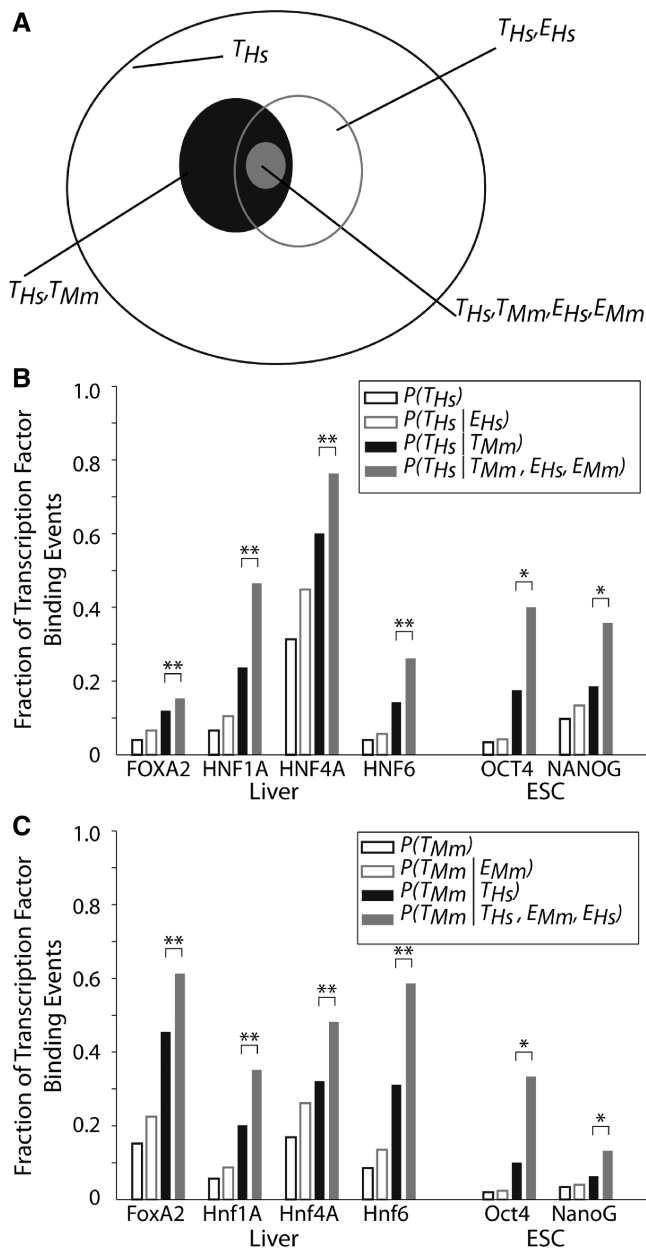 A
THs
THs,EHs
THs,TMm
THs,TMm,EHs,EMm
B
Fraction of Transcription Factor
Binding Events
1.0
0.8
0.6
0.4
0.2
0
P(THs)
P(THs | EHs)
P(THs | TMm)
P(THs | TMm , EHs, EMm)
** ** ** ** * *
FOXA2 HNF1A HNF4A HNF6 OCT4 NANOG
Liver ESC
C
Fraction of Transcription Factor
Binding Events
1.0
0.8
0.6
0.4
0.2
0
P(TMm)
P(TMm | EMm)
P(TMm | THs)
P(TMm | THs , EMm, EHs)
** ** ** ** * *
FoxA2 Hnf1A Hnf4A Hnf6 Oct4 NanoG
Liver ESC